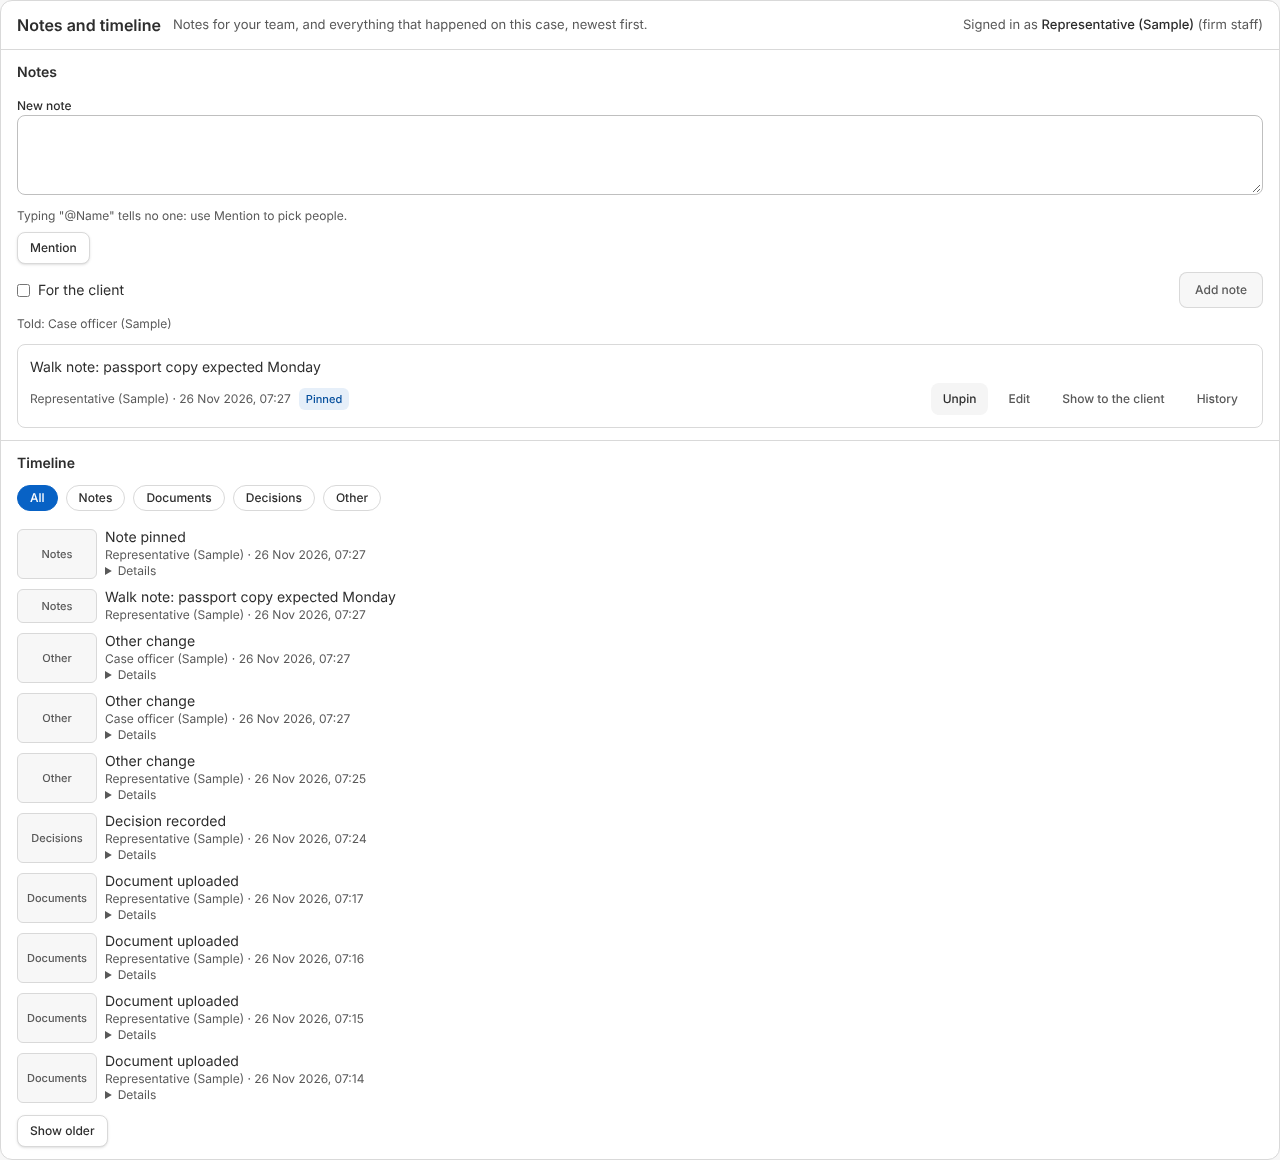 Notes and timeline Notes for your team, and everything that happened on this case, newest first. Signed in as Representative (Sample) (firm staff)
Notes
New note
Typing "@Name" tells no one: use Mention to pick people.
Mention
For the client Add note
Told: Case officer (Sample)
Walk note: passport copy expected Monday
Representative (Sample) · 26 Nov 2026, 07:27 Pinned Unpin Edit Show to the client History
Timeline
All Notes Documents Decisions Other
Notes
Note pinned
Representative (Sample) · 26 Nov 2026, 07:27
Details
Notes
Walk note: passport copy expected Monday
Representative (Sample) · 26 Nov 2026, 07:27
Other
Other change
Case officer (Sample) · 26 Nov 2026, 07:27
Details
Other
Other change
Case officer (Sample) · 26 Nov 2026, 07:27
Details
Other
Other change
Representative (Sample) · 26 Nov 2026, 07:25
Details
Decisions
Decision recorded
Representative (Sample) · 26 Nov 2026, 07:24
Details
Documents
Document uploaded
Representative (Sample) · 26 Nov 2026, 07:17
Details
Documents
Document uploaded
Representative (Sample) · 26 Nov 2026, 07:16
Details
Documents
Document uploaded
Representative (Sample) · 26 Nov 2026, 07:15
Details
Documents
Document uploaded
Representative (Sample) · 26 Nov 2026, 07:14
Details
Show older